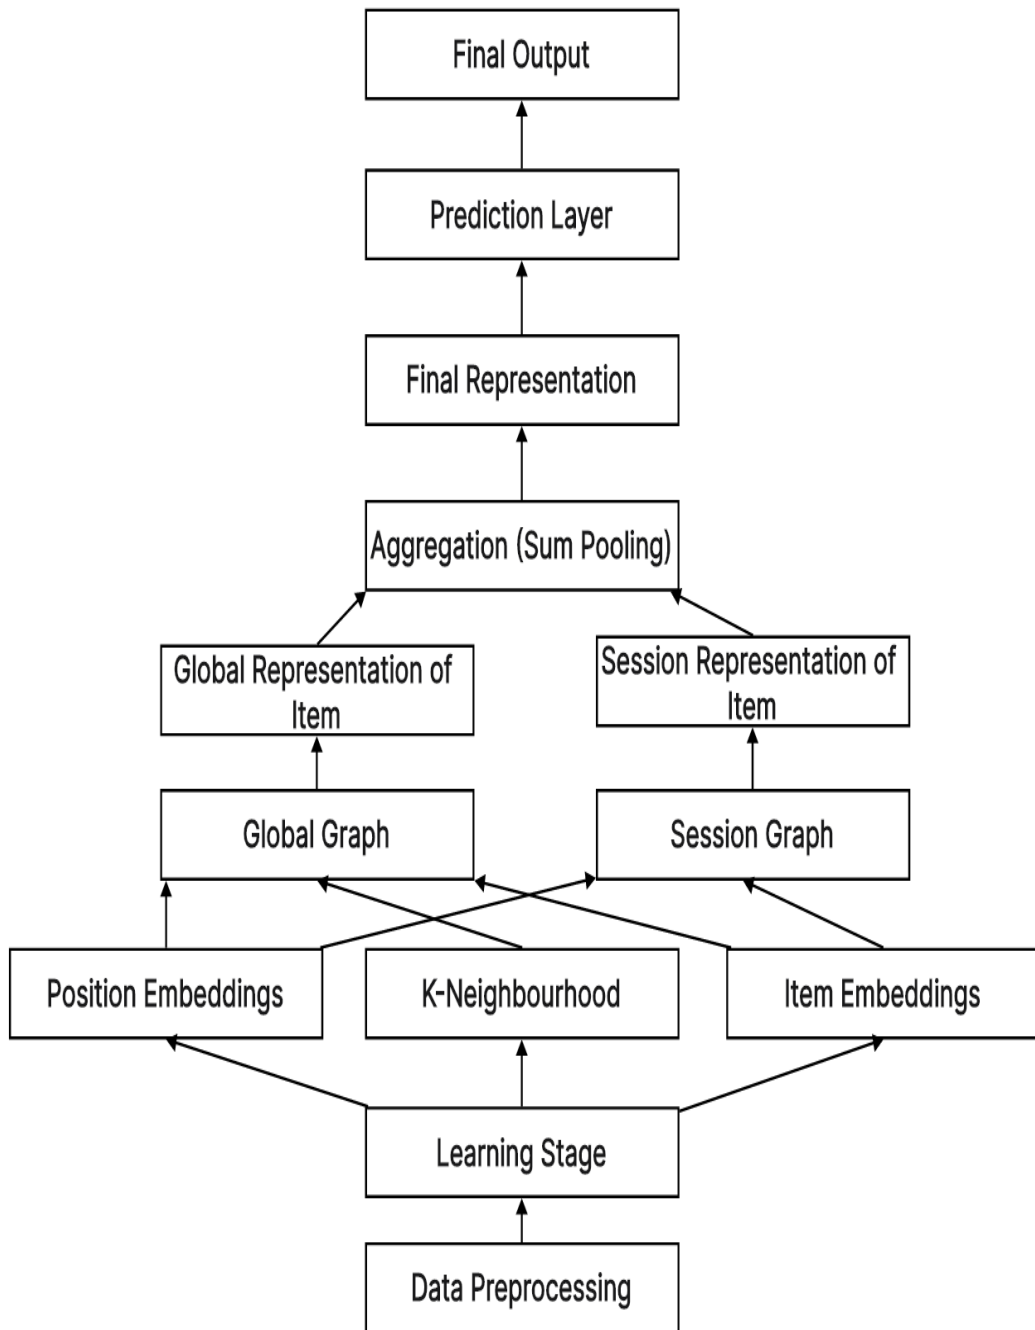 Final Output
Prediction Layer
Final Representation
Aggregation (Sum Pooling)
Global Representation of
Item
Session Representation of
Item
Global Graph
Session Graph
Position Embeddings
K-Neighbourhood
Item Embeddings
Learning Stage
Data Preprocessing